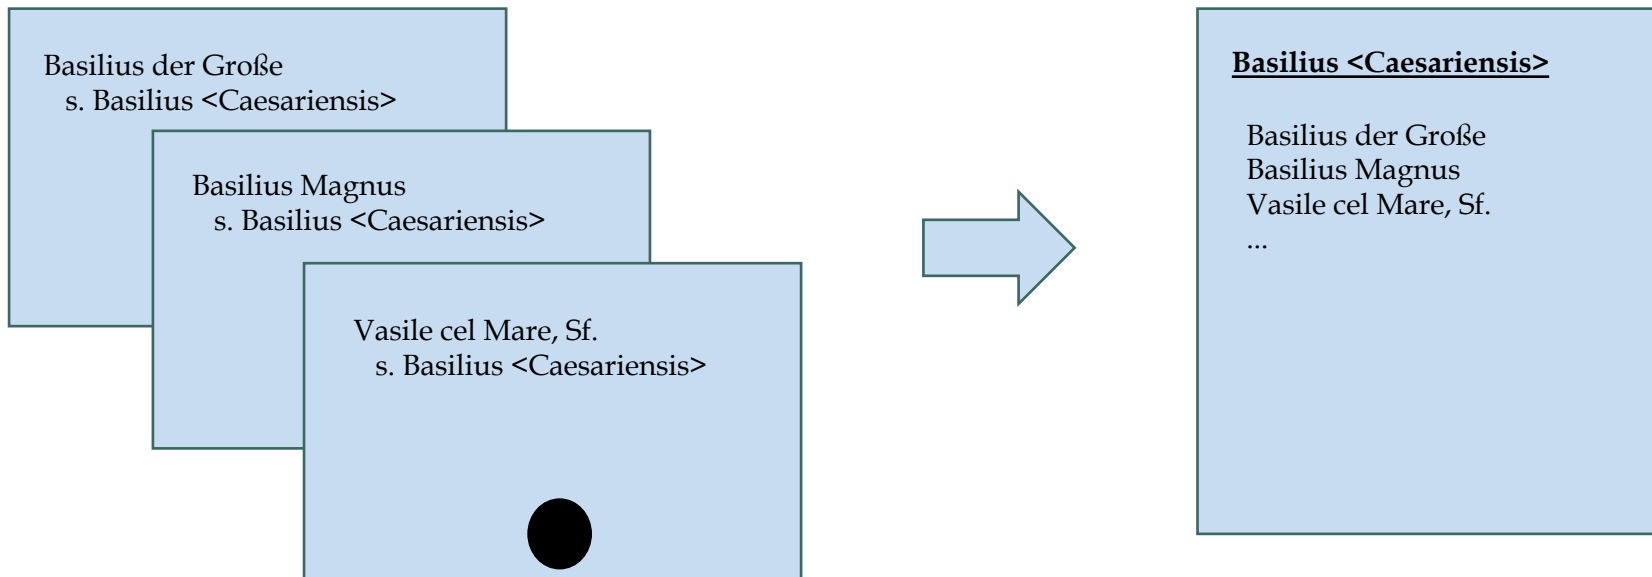 Basilius der Große
s. Basilius <Caesariensis>
Basilius Magnus
s. Basilius <Caesariensis>
Vasile cel Mare, Sf.
s. Basilius <Caesariensis>
Basilius <Caesariensis>
Basilius der Große
Basilius Magnus
Vasile cel Mare, Sf.
...